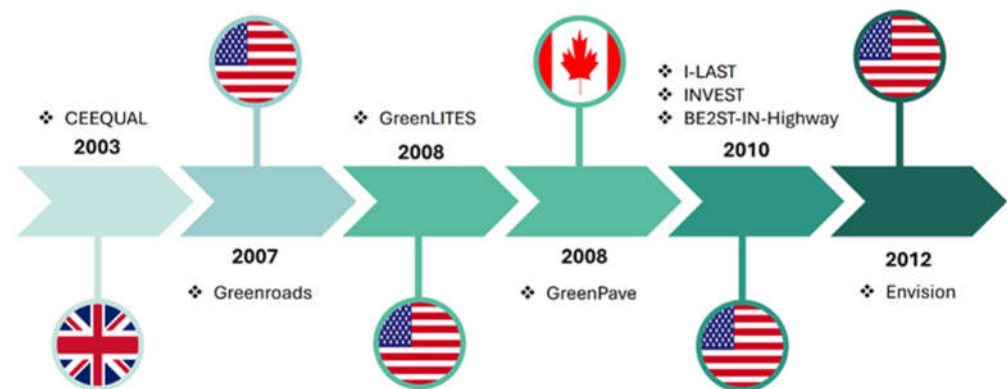 ❖ CEEQUAL
2003
2007
❖ Greenroads
❖ GreenLITES
2008
2008
❖ GreenPave
❖ I-LAST
❖ INVEST
❖ BE2ST-IN-Highway
2010
2012
❖ Envision